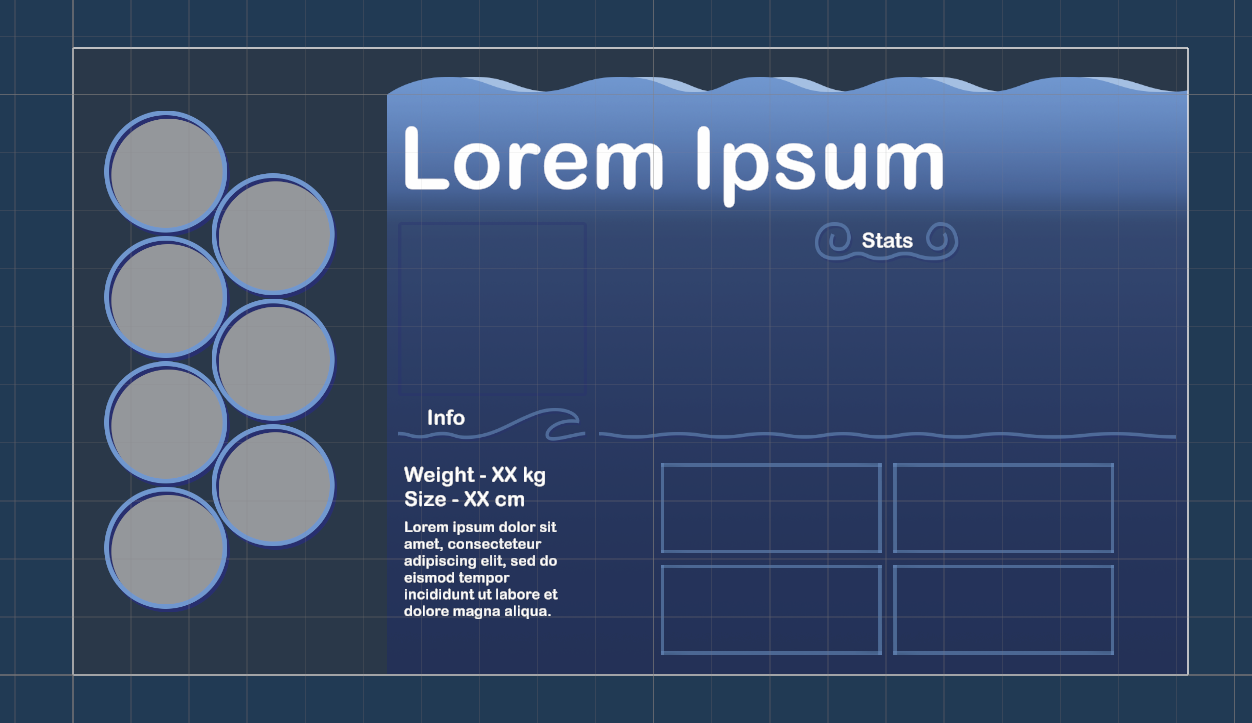 Lorem Ipsum
Stats
Info
Weight - XX kg
Size - XX cm
Lorem ipsum dolor sit
amet, consecteteur
adipiscing elit, sed do
eismod tempor
incididunt ut labore et
dolore magna aliqua.